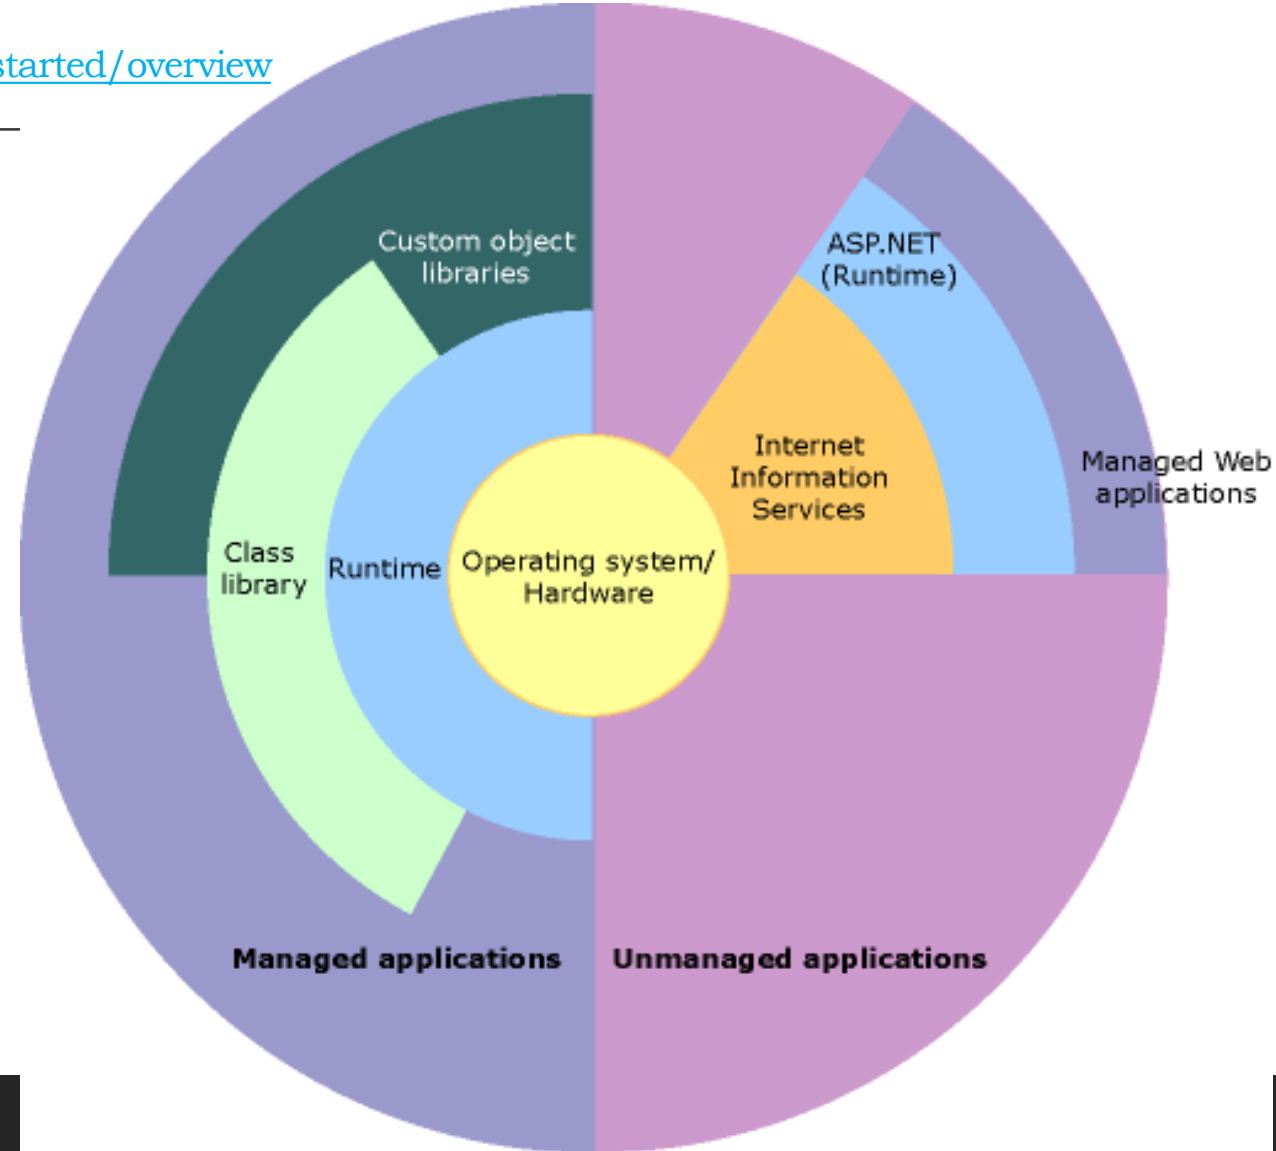 started/overview
Custom object
libraries
ASP.NET
(Runtime)
Internet
Information
Services
Managed Web
applications
Class
library
Runtime
Operating system/
Hardware
Managed applications
Unmanaged applications